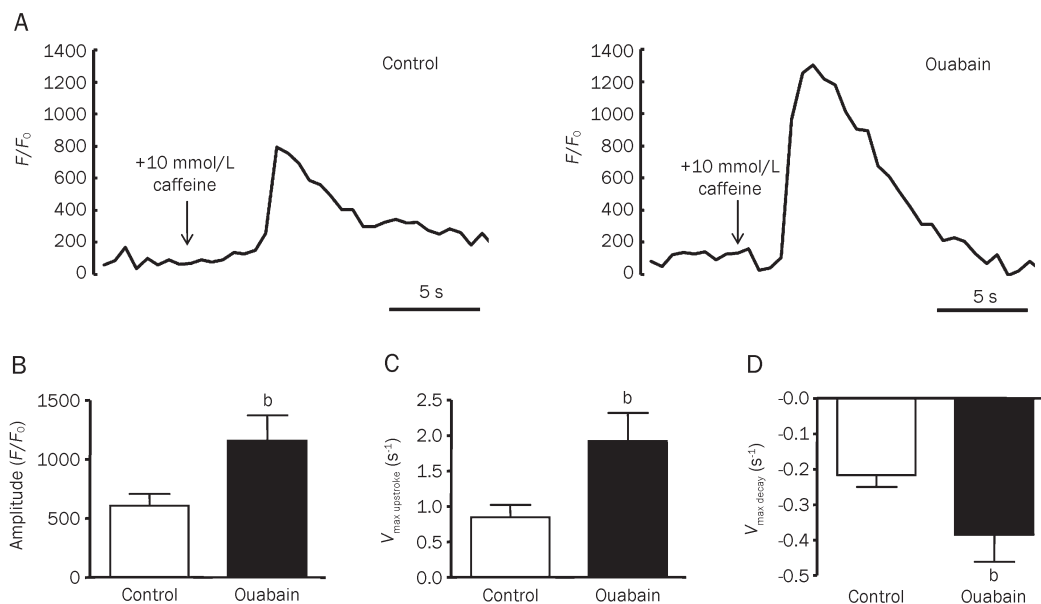 A
1400
1200
1000
800
600
400
200
0
F/F₀
Control
+10 mmol/L
caffeine
5 s
1400
1200
1000
800
600
400
200
0
F/F₀
Ouabain
+10 mmol/L
caffeine
5 s
B
1500
1000
500
0
Amplitude (F/F₀)
b
Control
Ouabain
C
2.5
2.0
1.5
1.0
0.5
0.0
Vmax upstroke (s⁻¹)
b
Control
Ouabain
D
-0.0
-0.1
-0.2
-0.3
-0.4
-0.5
Vmax decay (s⁻¹)
b
Control
Ouabain